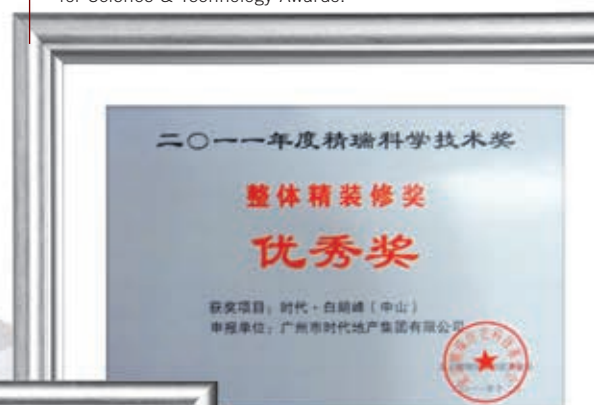 for Science & Technology Awards.
二〇一一年度精瑞科学技术奖
整体精装修奖
优秀奖
获奖项目：时代·白朗峰（中山）
申报单位：广州市时代地产集团有限公司